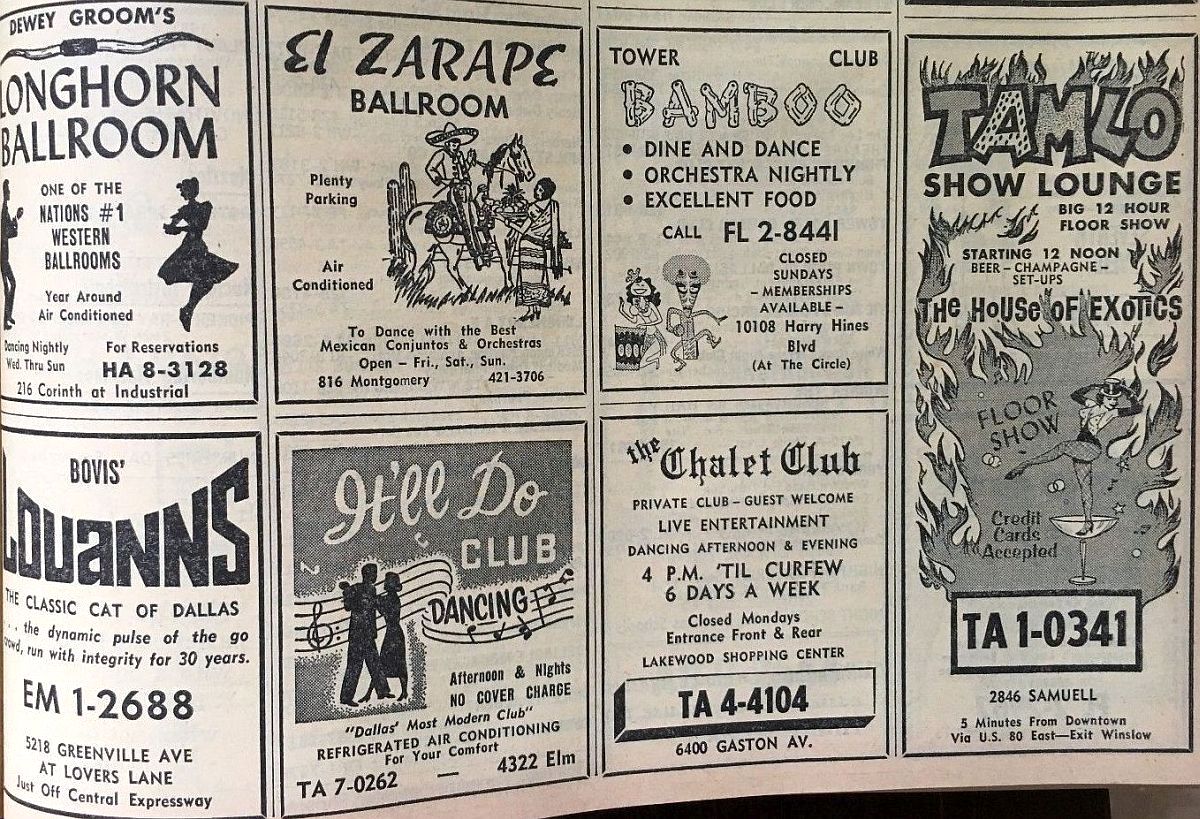 DEWEY GROOM'S
LONGHORN
BALLROOM
ONE OF THE
NATIONS #1
WESTERN
BALLROOMS
Year Around
Air Conditioned
Dancing Nightly
Wed. Thru Sun
For Reservations
HA 8-3128
216 Corinth at Industrial
El ZARAPE
BALLROOM
Plenty
Parking
Air
Conditioned
To Dance with the Best
Mexican Conjuntos & Orchestras
Open – Fri., Sat., Sun.
816 Montgomery 421-3706
TOWER CLUB
BAMBOO
• DINE AND DANCE
• ORCHESTRA NIGHTLY
• EXCELLENT FOOD
CALL FL 2-8441
CLOSED
SUNDAYS
– MEMBERSHIPS
AVAILABLE –
10108 Harry Hines
Blvd
(At The Circle)
The
TAMLO
SHOW LOUNGE
BIG 12 HOUR
FLOOR SHOW
STARTING 12 NOON
BEER – CHAMPAGNE –
SET-UPS
THE HOUSE OF EXOTICS
FLOOR
SHOW
Credit
Cards
Accepted
TA 1-0341
2846 SAMUELL
5 Minutes From Downtown
Via U.S. 80 East—Exit Winslow
BOVIS'
LOUANNS
THE CLASSIC CAT OF DALLAS
. . . the dynamic pulse of the go
crowd, run with integrity for 30 years.
EM 1-2688
5218 GREENVILLE AVE
AT LOVERS LANE
Just Off Central Expressway
It'll Do
CLUB
DANCING
Afternoon & Nights
NO COVER CHARGE
"Dallas' Most Modern Club"
REFRIGERATED AIR CONDITIONING
For Your Comfort
TA 7-0262 — 4322 Elm
the Chalet Club
PRIVATE CLUB – GUEST WELCOME
LIVE ENTERTAINMENT
DANCING AFTERNOON & EVENING
4 P.M. 'TIL CURFEW
6 DAYS A WEEK
Closed Mondays
Entrance Front & Rear
LAKEWOOD SHOPPING CENTER
TA 4-4104
6400 GASTON AV.